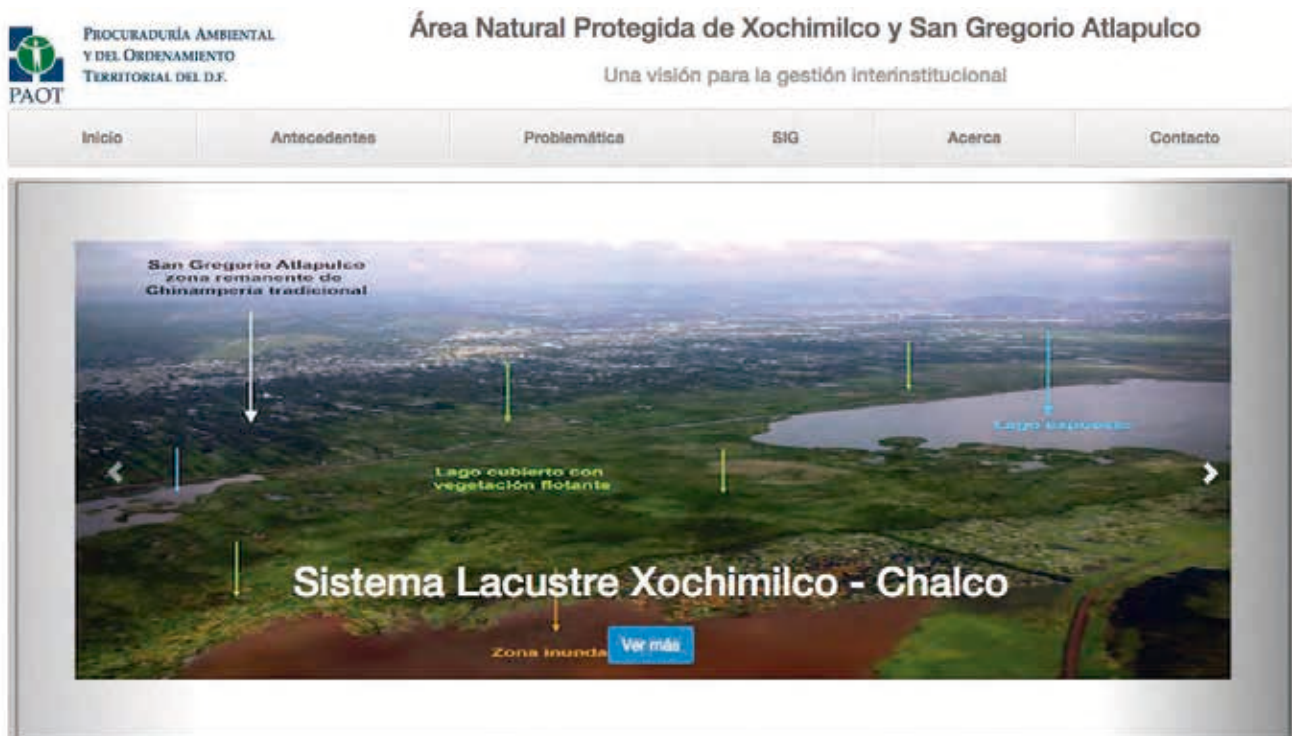 Procuraduría Ambiental
y del Ordenamiento
Territorial del D.F.
PAOT
Área Natural Protegida de Xochimilco y San Gregorio Atlapulco
Una visión para la gestión interinstitucional
Inicio Antecedentes Problemática SIG Acerca Contacto
San Gregorio Atlapulco
zona remanente de
Chinampería tradicional
Lago expuesto
Lago cubierto con
vegetación flotante
Sistema Lacustre Xochimilco - Chalco
Zona inunda
Ver más